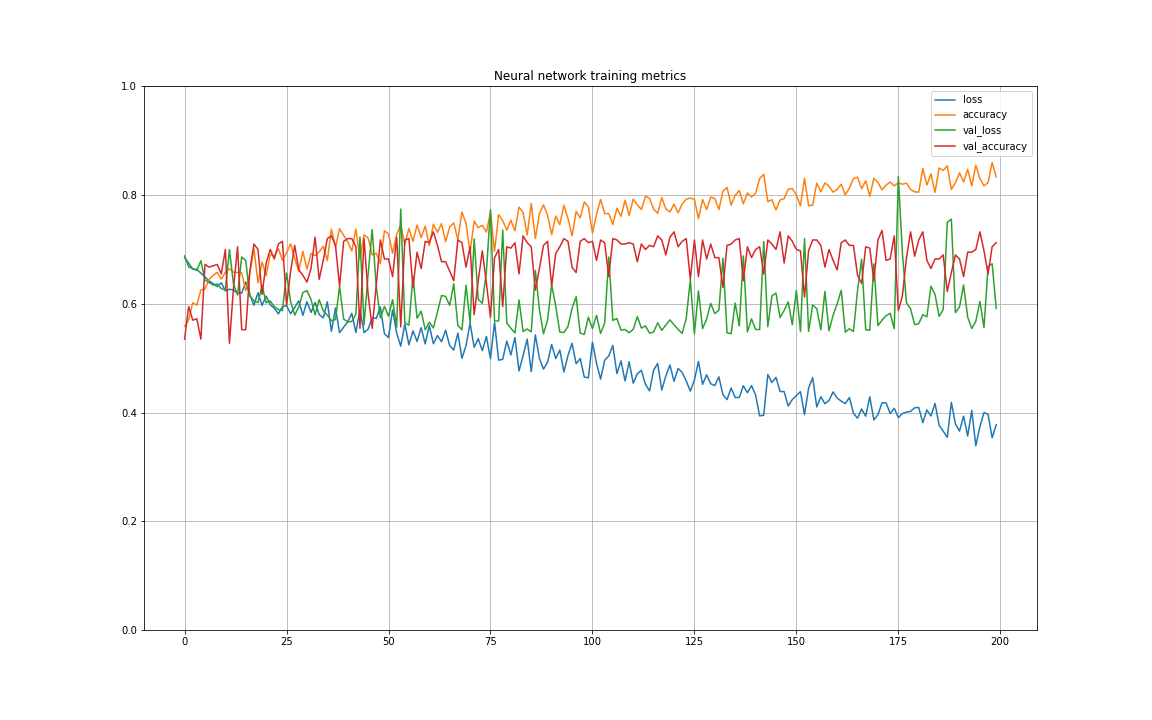 Neural network training metrics
1.0
0.8
0.6
0.4
0.2
0.0
loss
accuracy
val_loss
val_accuracy
0 25 50 75 100 125 150 175 200